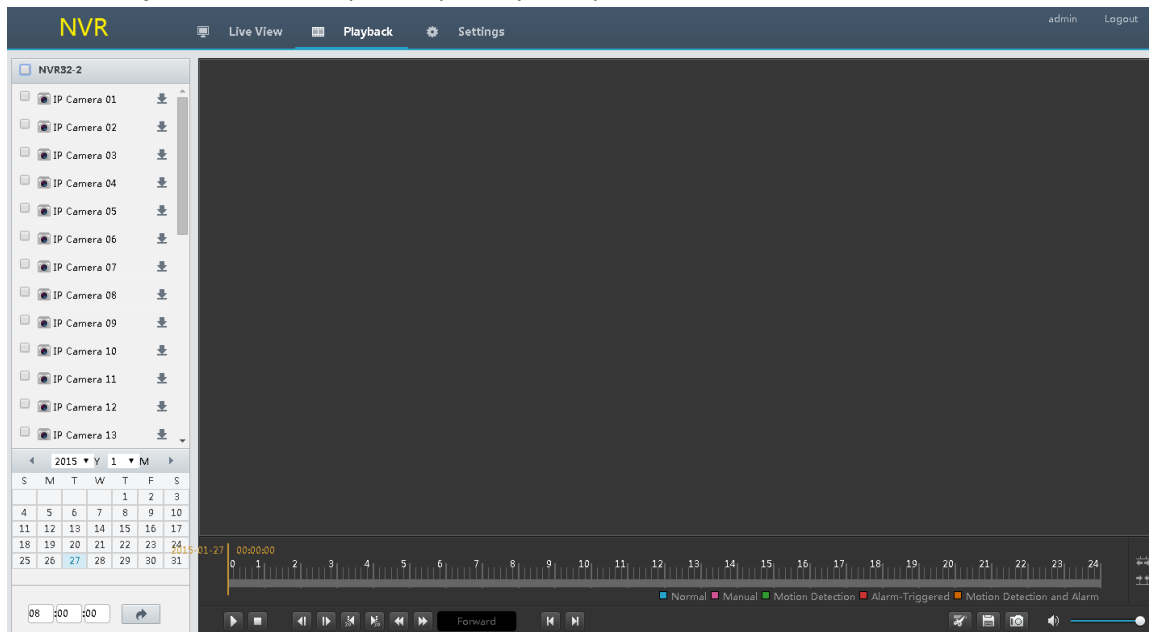 NVR
Live View
Playback
Settings
admin
Logout
NVR32-2
IP Camera 01
IP Camera 02
IP Camera 03
IP Camera 04
IP Camera 05
IP Camera 06
IP Camera 07
IP Camera 08
IP Camera 09
IP Camera 10
IP Camera 11
IP Camera 12
IP Camera 13
2015 Y 1 M
S M T W T F S
1 2 3
4 5 6 7 8 9 10
11 12 13 14 15 16 17
18 19 20 21 22 23 24
25 26 27 28 29 30 31
08 :00 :00
2015-01-27 00:00:00
0 1 2 3 4 5 6 7 8 9 10 11 12 13 14 15 16 17 18 19 20 21 22 23 24
Normal Manual Motion Detection Alarm-Triggered Motion Detection and Alarm
Forward